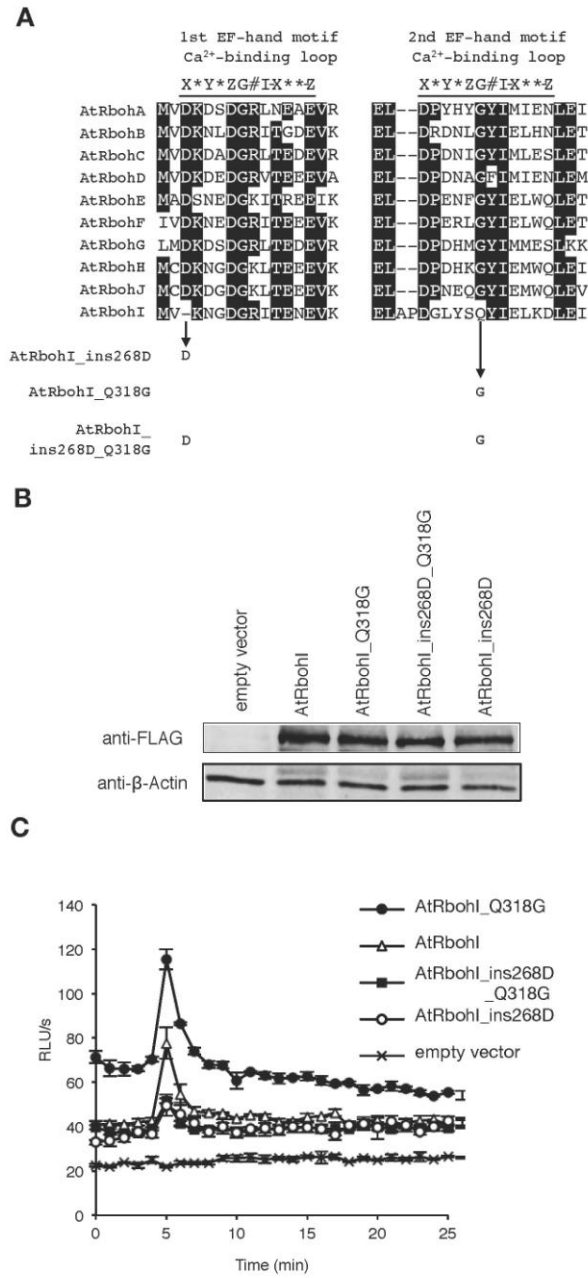 A
1st EF-hand motif 2nd EF-hand motif
Ca2+-binding loop Ca2+-binding loop
X*Y*ZG#I-X**-Z X*Y*ZG#I-X**-Z
AtRbohA MVDKDSDGRLNEAEVR EL--DPYHYGYIMIENLEI
AtRbohB MVDKNLDGRITGDEVK EL--DRDNLGYIELHNLET
AtRbohC MVDKDADGRLTEDEVR EL--DPDNIGYIMLESLET
AtRbohD MVDKDEDGRVTEEEVA EL--DPDNAGFIMIENLEM
AtRbohE MADSNEDGKITREEIK EL--DPENFGYIELWQLET
AtRbohF IVDKNEDGRITEEEVK EL--DPERLGYIELWQLET
AtRbohG LMDKDSDGRLTEDEVR EL--DPDHMGYIMMESLKK
AtRbohH MCDKNGDGKLTEEEVK EL--DPDHKGYIEMWQLEI
AtRbohJ MCDKDGDGKLTEEEVK EL--DPNEQGYIEMWQLEV
AtRbohI MV-KNGDGRITEEEVK ELAPDGLYSQYIELKDLEI
AtRbohI_ins268D D
AtRbohI_Q318G G
AtRbohI_
ins268D_Q318G D G
B
empty vector
AtRbohI
AtRbohI_Q318G
AtRbohI_ins268D_Q318G
AtRbohI_ins268D
anti-FLAG
anti-β-Actin
C
140
120
100
80
60
40
20
0
RLU/s
AtRbohI_Q318G
AtRbohI
AtRbohI_ins268D
_Q318G
AtRbohI_ins268D
empty vector
0 5 10 15 20 25
Time (min)